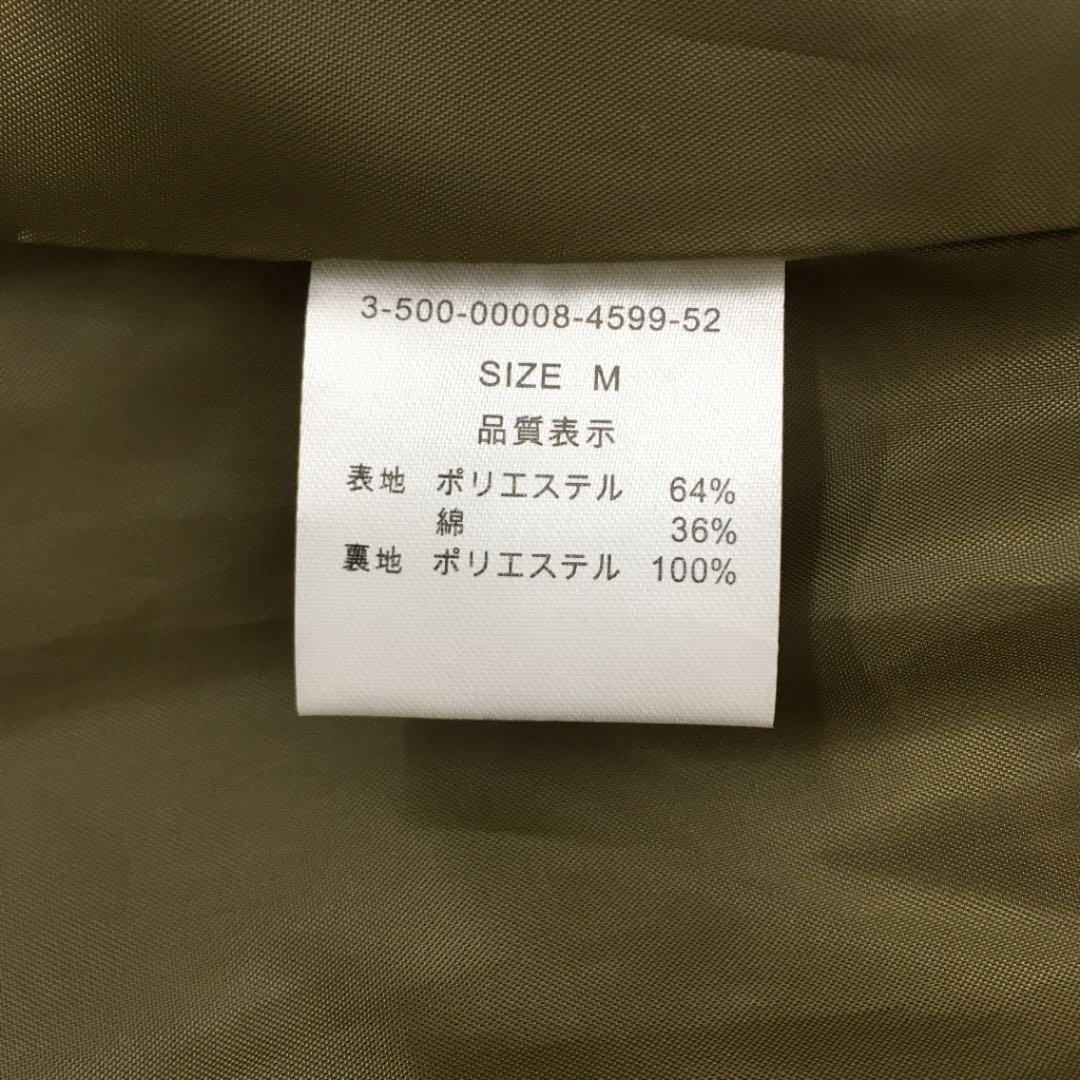 3-500-00008-4599-52
SIZE M
品質表示
表地 ポリエステル 64%
綿 36%
裏地 ポリエステル 100%